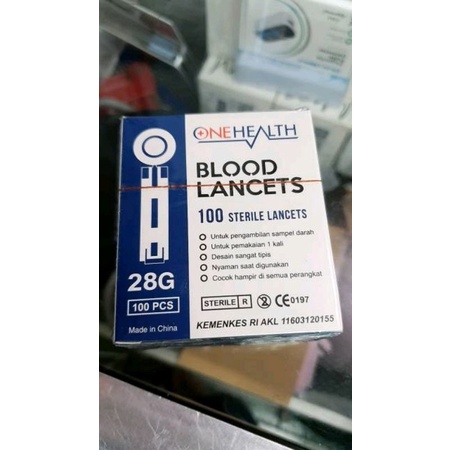 ONEHEALTH
BLOOD
LANCETS
100 STERILE LANCETS
Untuk pengambilan sampel darah
Untuk pemakaian 1 kali
Desain sangat tipis
Nyaman saat digunakan
Cocok hampir di semua perangkat
28G
100 PCS
Made in China
STERILE R
2
CE0197
KEMENKES RI AKL 11603120155